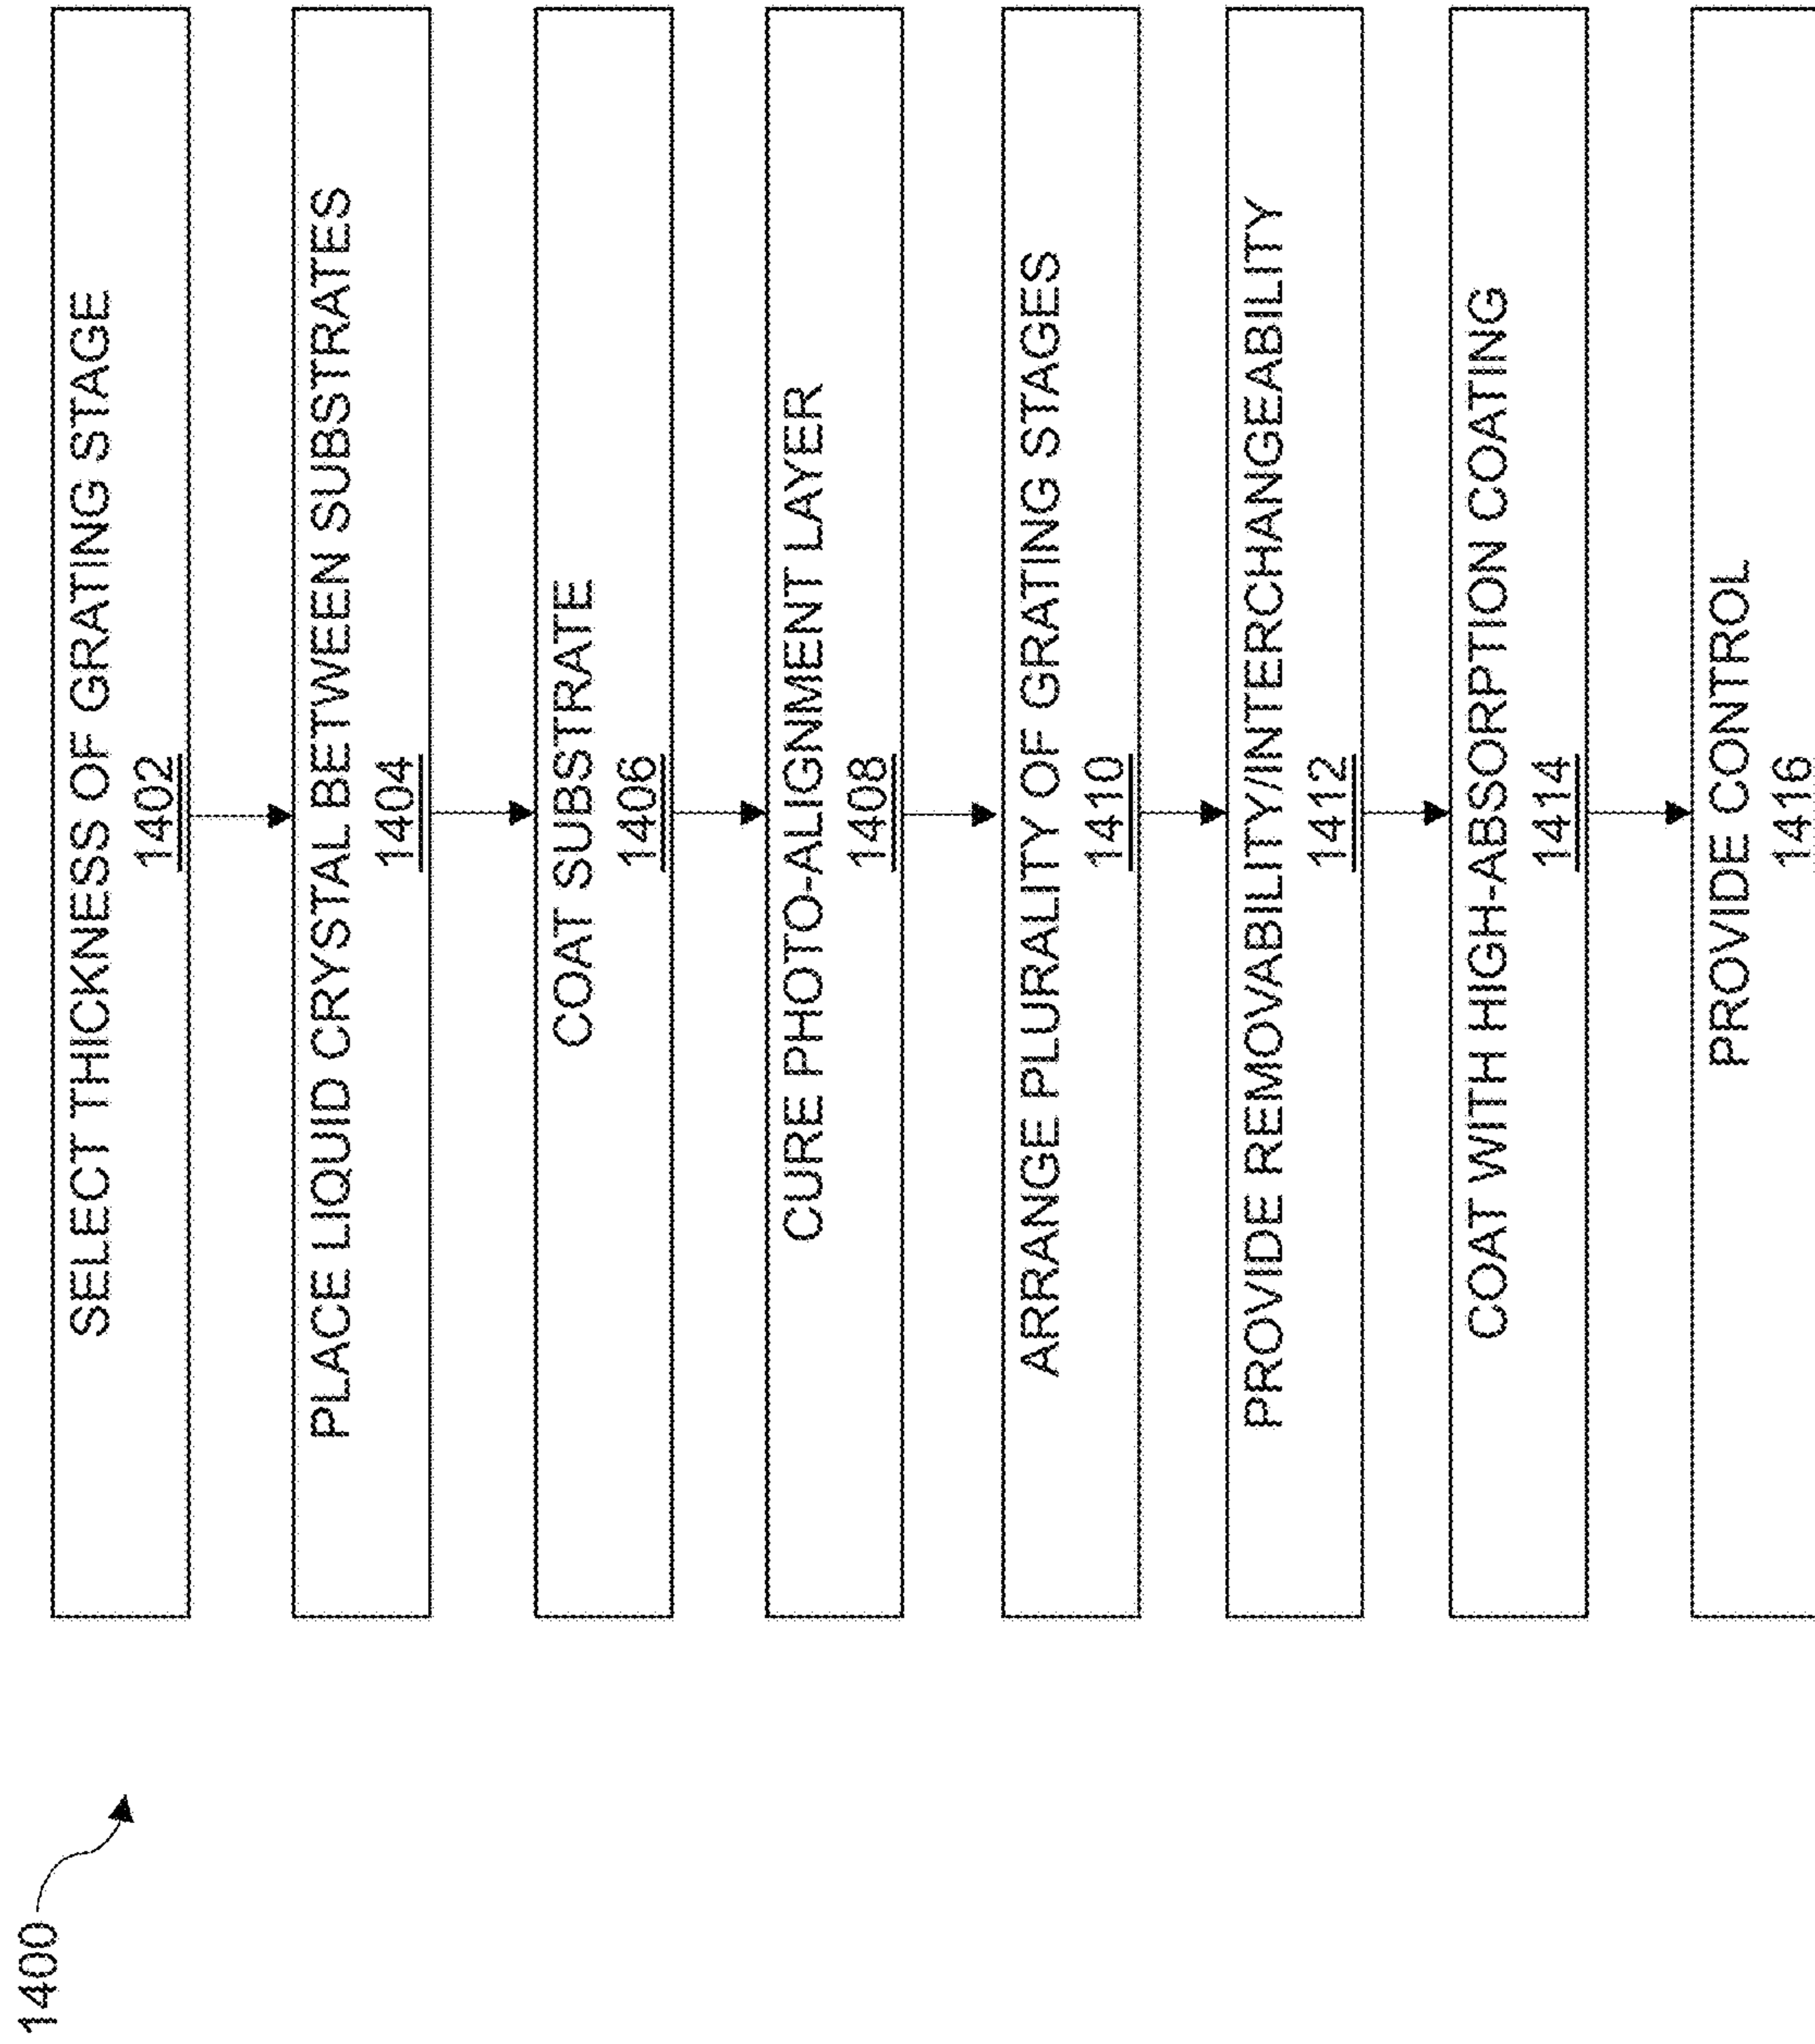 1400
SELECT THICKNESS OF GRATING STAGE
1402
PLACE LIQUID CRYSTAL BETWEEN SUBSTRATES
1404
COAT SUBSTRATE
1406
CURE PHOTO-ALIGNMENT LAYER
1408
ARRANGE PLURALITY OF GRATING STAGES
1410
PROVIDE REMOVABILITY/INTERCHANGEABILITY
1412
COAT WITH HIGH-ABSORPTION COATING
1414
PROVIDE CONTROL
1416